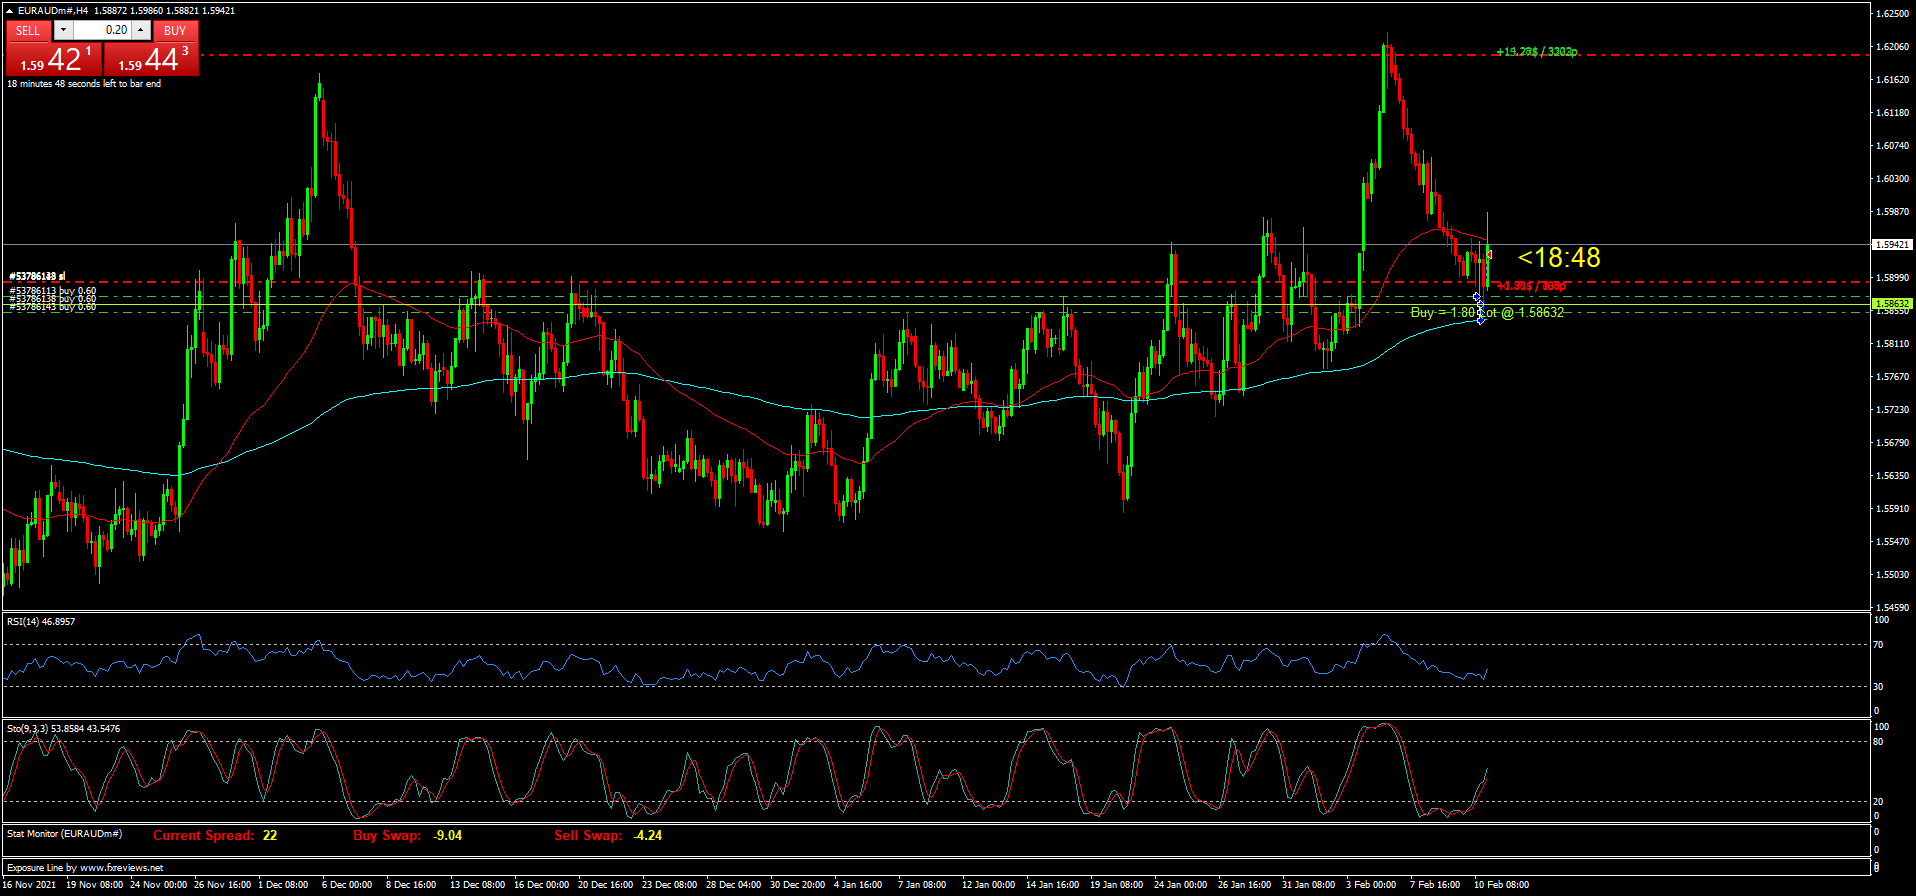 EURAUDm#,H4 1.58872 1.59860 1.58821 1.59421
SELL 0.20 BUY
1.59 42 1 1.59 44 3
18 minutes 48 seconds left to bar end
#53786113 buy 0.60
#53786138 buy 0.60
#53786143 buy 0.60
<18:48
Buy = 1.80 Lot @ 1.58632
1.62500
1.62060
1.61620
1.61180
1.60740
1.60300
1.59870
1.59421
1.58990
1.58632
1.58550
1.58110
1.57670
1.57230
1.56790
1.56350
1.55910
1.55470
1.55030
1.54590
RSI(14) 46.8957
100
70
30
0
Sto(9,3,3) 53.8584 43.5476
100
80
20
0
Stat Monitor (EURAUDm#) Current Spread: 22 Buy Swap: -9.04 Sell Swap: -4.24
0
0
Exposure Line by www.fxreviews.net
0
0
16 Nov 2021 19 Nov 08:00 24 Nov 00:00 26 Nov 16:00 1 Dec 08:00 6 Dec 00:00 8 Dec 16:00 13 Dec 08:00 16 Dec 00:00 20 Dec 16:00 23 Dec 08:00 28 Dec 04:00 30 Dec 20:00 4 Jan 16:00 7 Jan 08:00 12 Jan 00:00 14 Jan 16:00 19 Jan 08:00 24 Jan 00:00 26 Jan 16:00 31 Jan 08:00 3 Feb 00:00 7 Feb 16:00 10 Feb 08:00